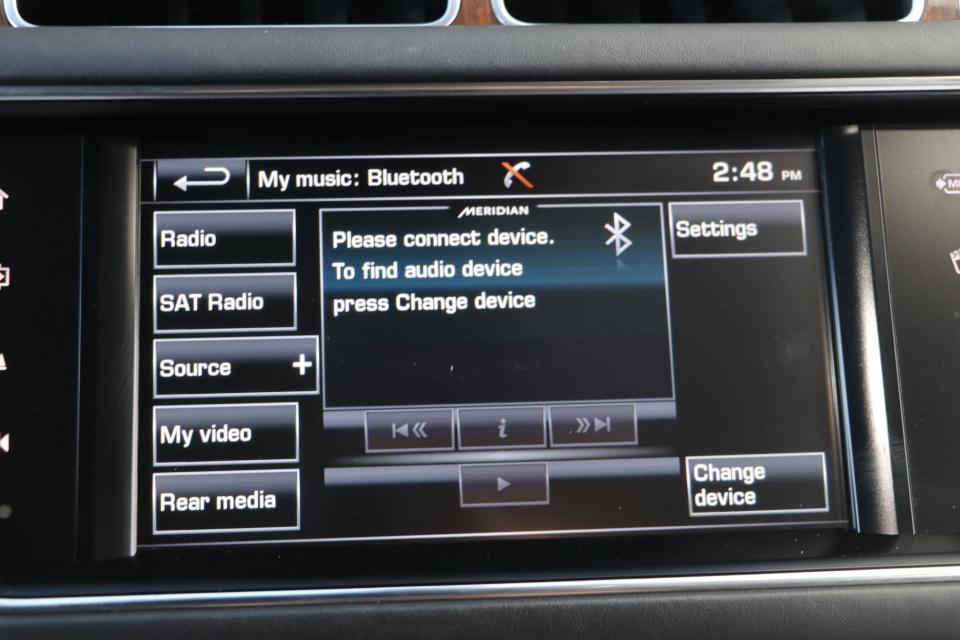 My music: Bluetooth
2:48 PM
MERIDIAN
Radio
Please connect device.
Settings
To find audio device
SAT Radio
press Change device
Source +
My video
i
Rear media
Change
device